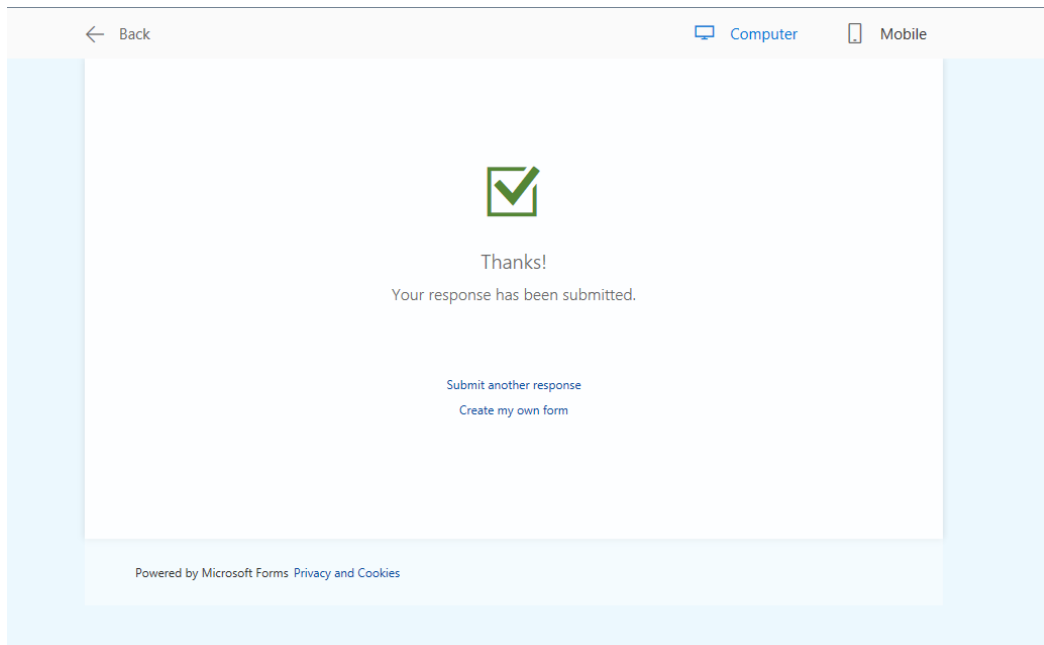 Back Computer Mobile
Thanks!
Your response has been submitted.
Submit another response
Create my own form
Powered by Microsoft Forms Privacy and Cookies